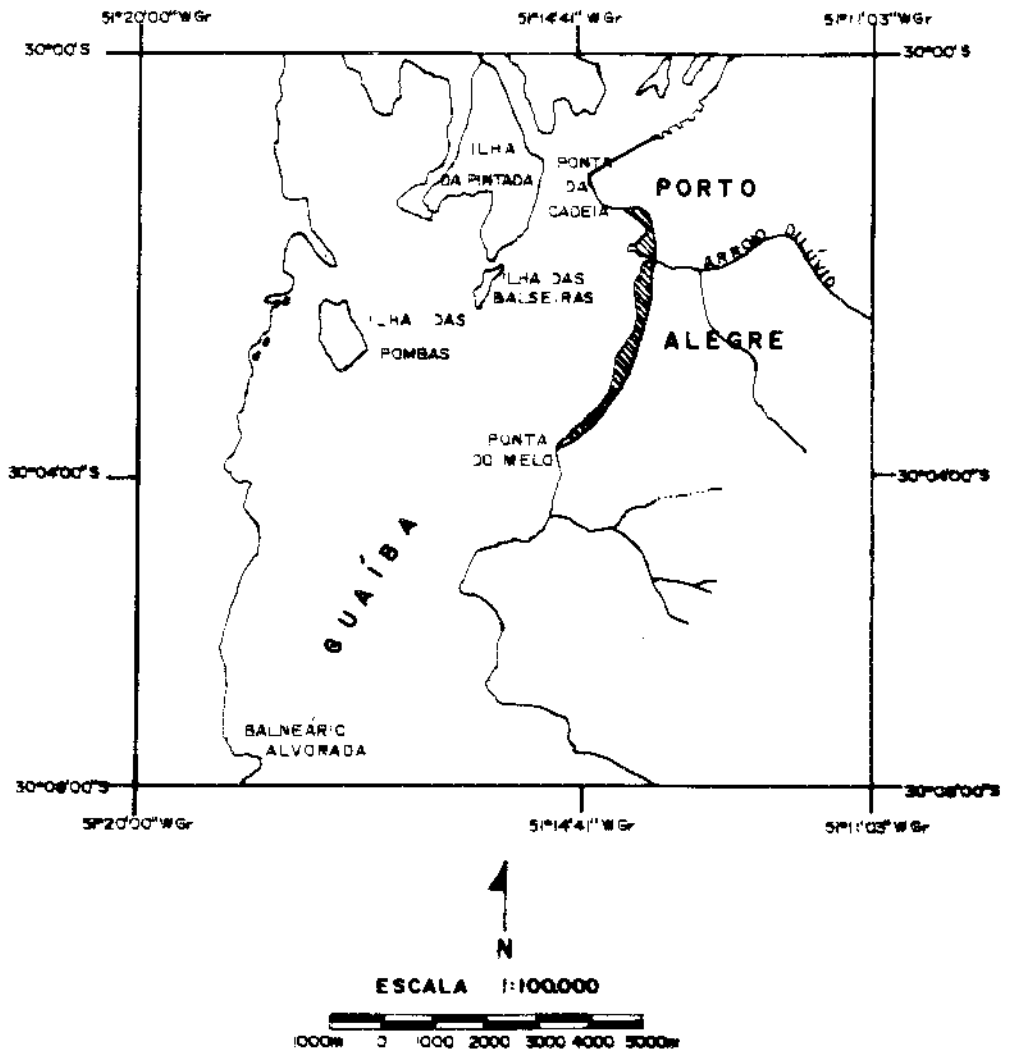 51°20'00" W Gr
51°14'41" W Gr
51°11'03" W Gr
30°00'S
30°00'S
ILHA
DA PINTADA
PONTA
DA
CADEIA
PORTO
ARROIO DILÚVIO
ILHA DAS
BALSEIRAS
ILHA DAS
POMBAS
ALEGRE
PONTA
DO MELO
30°04'00"S
30°04'00"S
GUAÍBA
BALNEÁRIO
ALVORADA
30°08'00"S
30°08'00"S
51°20'00" W Gr
51°14'41" W Gr
51°11'03" W Gr
N
ESCALA 1:100.000
1000m 0 1000 2000 3000 4000 5000m